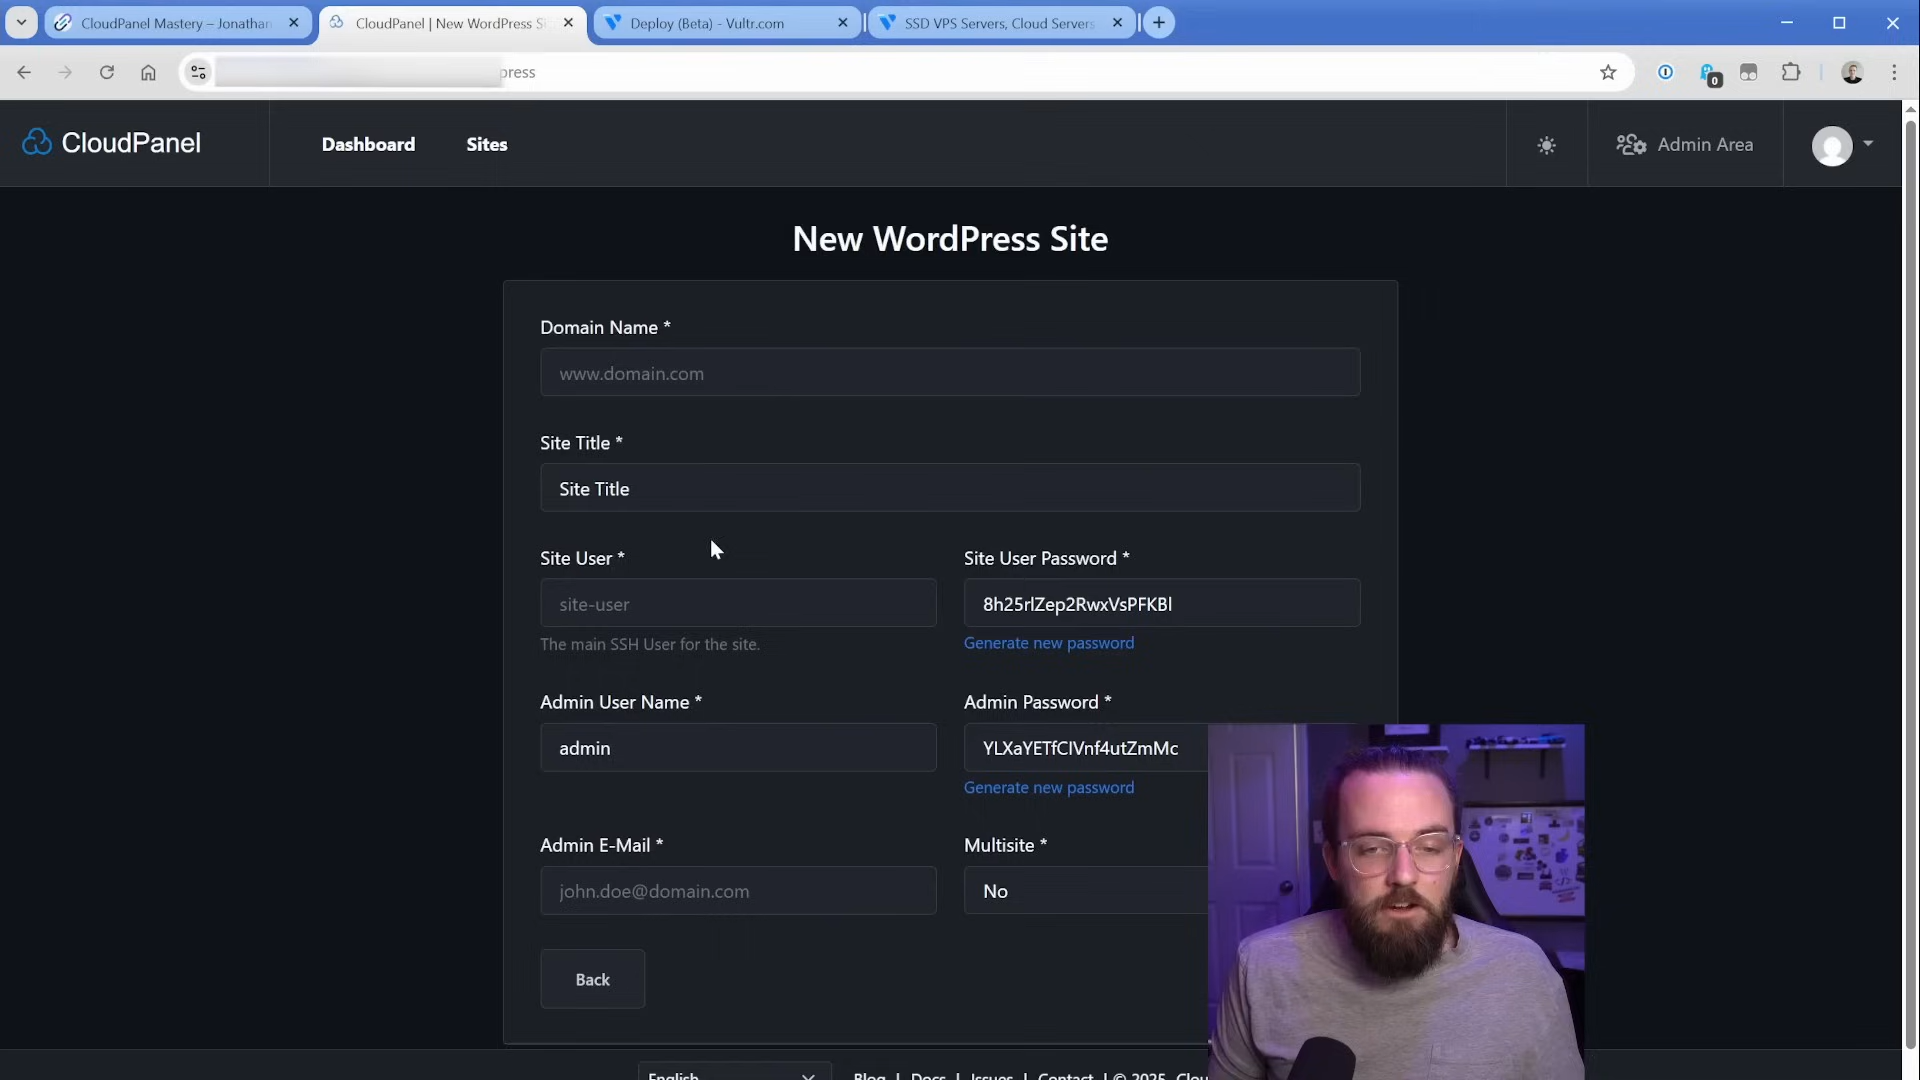 CloudPanel Mastery – Jonathan
CloudPanel | New WordPress S
Deploy (Beta) - Vultr.com
SSD VPS Servers, Cloud Servers
press
0
CloudPanel
Dashboard
Sites
Admin Area
New WordPress Site
Domain Name *
www.domain.com
Site Title *
Site Title
Site User *
Site User Password *
site-user
8h25rlZep2RwxVsPFKBl
The main SSH User for the site.
Generate new password
Admin User Name *
Admin Password *
admin
YLXaYETfCIVnf4utZmMc
Generate new password
Admin E-Mail *
Multisite *
john.doe@domain.com
No
Back
English
Blog | Docs | Issues | Contact | © 2025 Clou